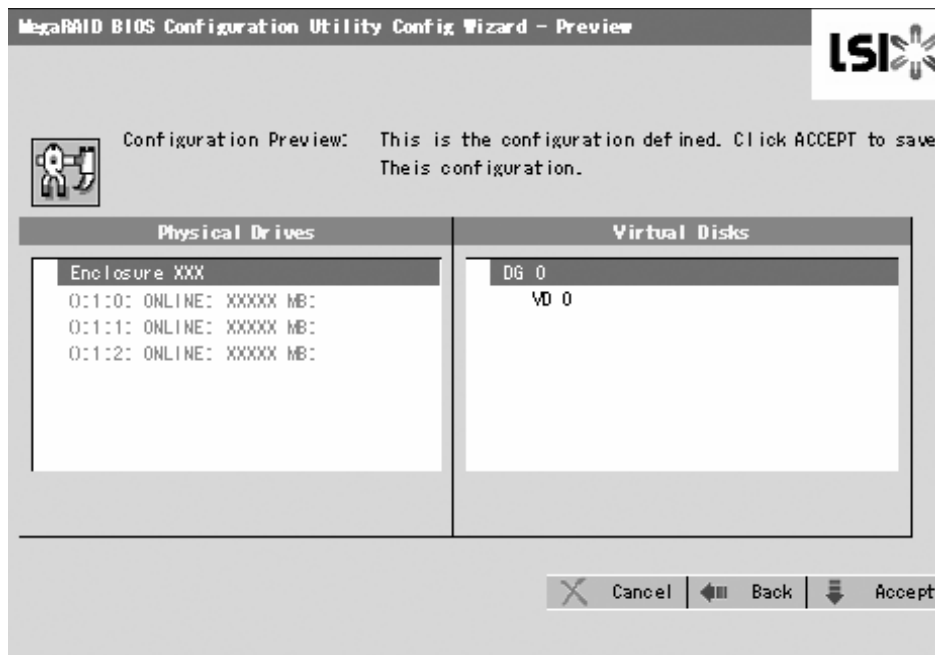 MegaRAID BIOS Configuration Utility Config Wizard - Preview
LSI
Configuration Preview: This is the configuration defined. Click ACCEPT to save
Theis configuration.
Physical Drives Virtual Disks
Enclosure XXX DG 0
0:1:0: ONLINE: XXXXX MB: VD 0
0:1:1: ONLINE: XXXXX MB:
0:1:2: ONLINE: XXXXX MB:
Cancel Back Accept